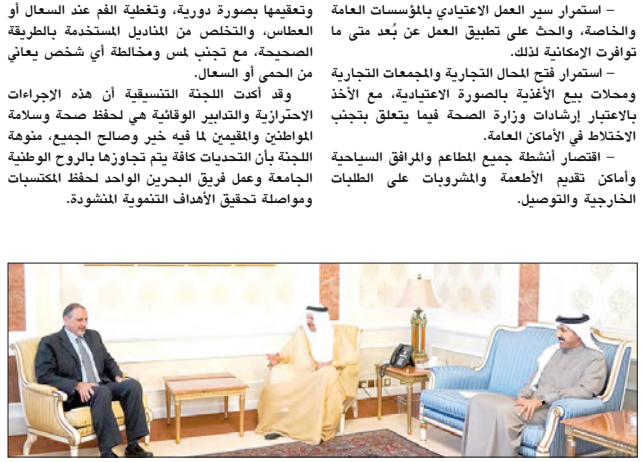 – استمرار سير العمل الاعتيادي بالمؤسسات العامة
والخاصة، والحث على تطبيق العمل عن بُعد متى ما
توافرت الإمكانية لذلك.
– استمرار فتح المحال التجارية والمجمعات التجارية
ومحلات بيع الأغذية بالصورة الاعتيادية، مع الأخذ
بالاعتبار إرشادات وزارة الصحة فيما يتعلق بتجنب
الاختلاط في الأماكن العامة.
– اقتصار أنشطة جميع المطاعم والمرافق السياحية
وأماكن تقديم الأطعمة والمشروبات على الطلبات
الخارجية والتوصيل.
وتعقيمها بصورة دورية، وتغطية الفم عند السعال أو
العطاس، والتخلص من المناديل المستخدمة بالطريقة
الصحيحة، مع تجنب لمس ومخالطة أي شخص يعاني
من الحمى أو السعال.
وقد أكدت اللجنة التنسيقية أن هذه الإجراءات
الاحترازية والتدابير الوقائية هي لحفظ صحة وسلامة
المواطنين والمقيمين لما فيه خير وصالح الجميع، منوهة
اللجنة بأن التحديات كافة يتم تجاوزها بالروح الوطنية
الجامعة وعمل فريق البحرين الواحد لحفظ المكتسبات
ومواصلة تحقيق الأهداف التنموية المنشودة.